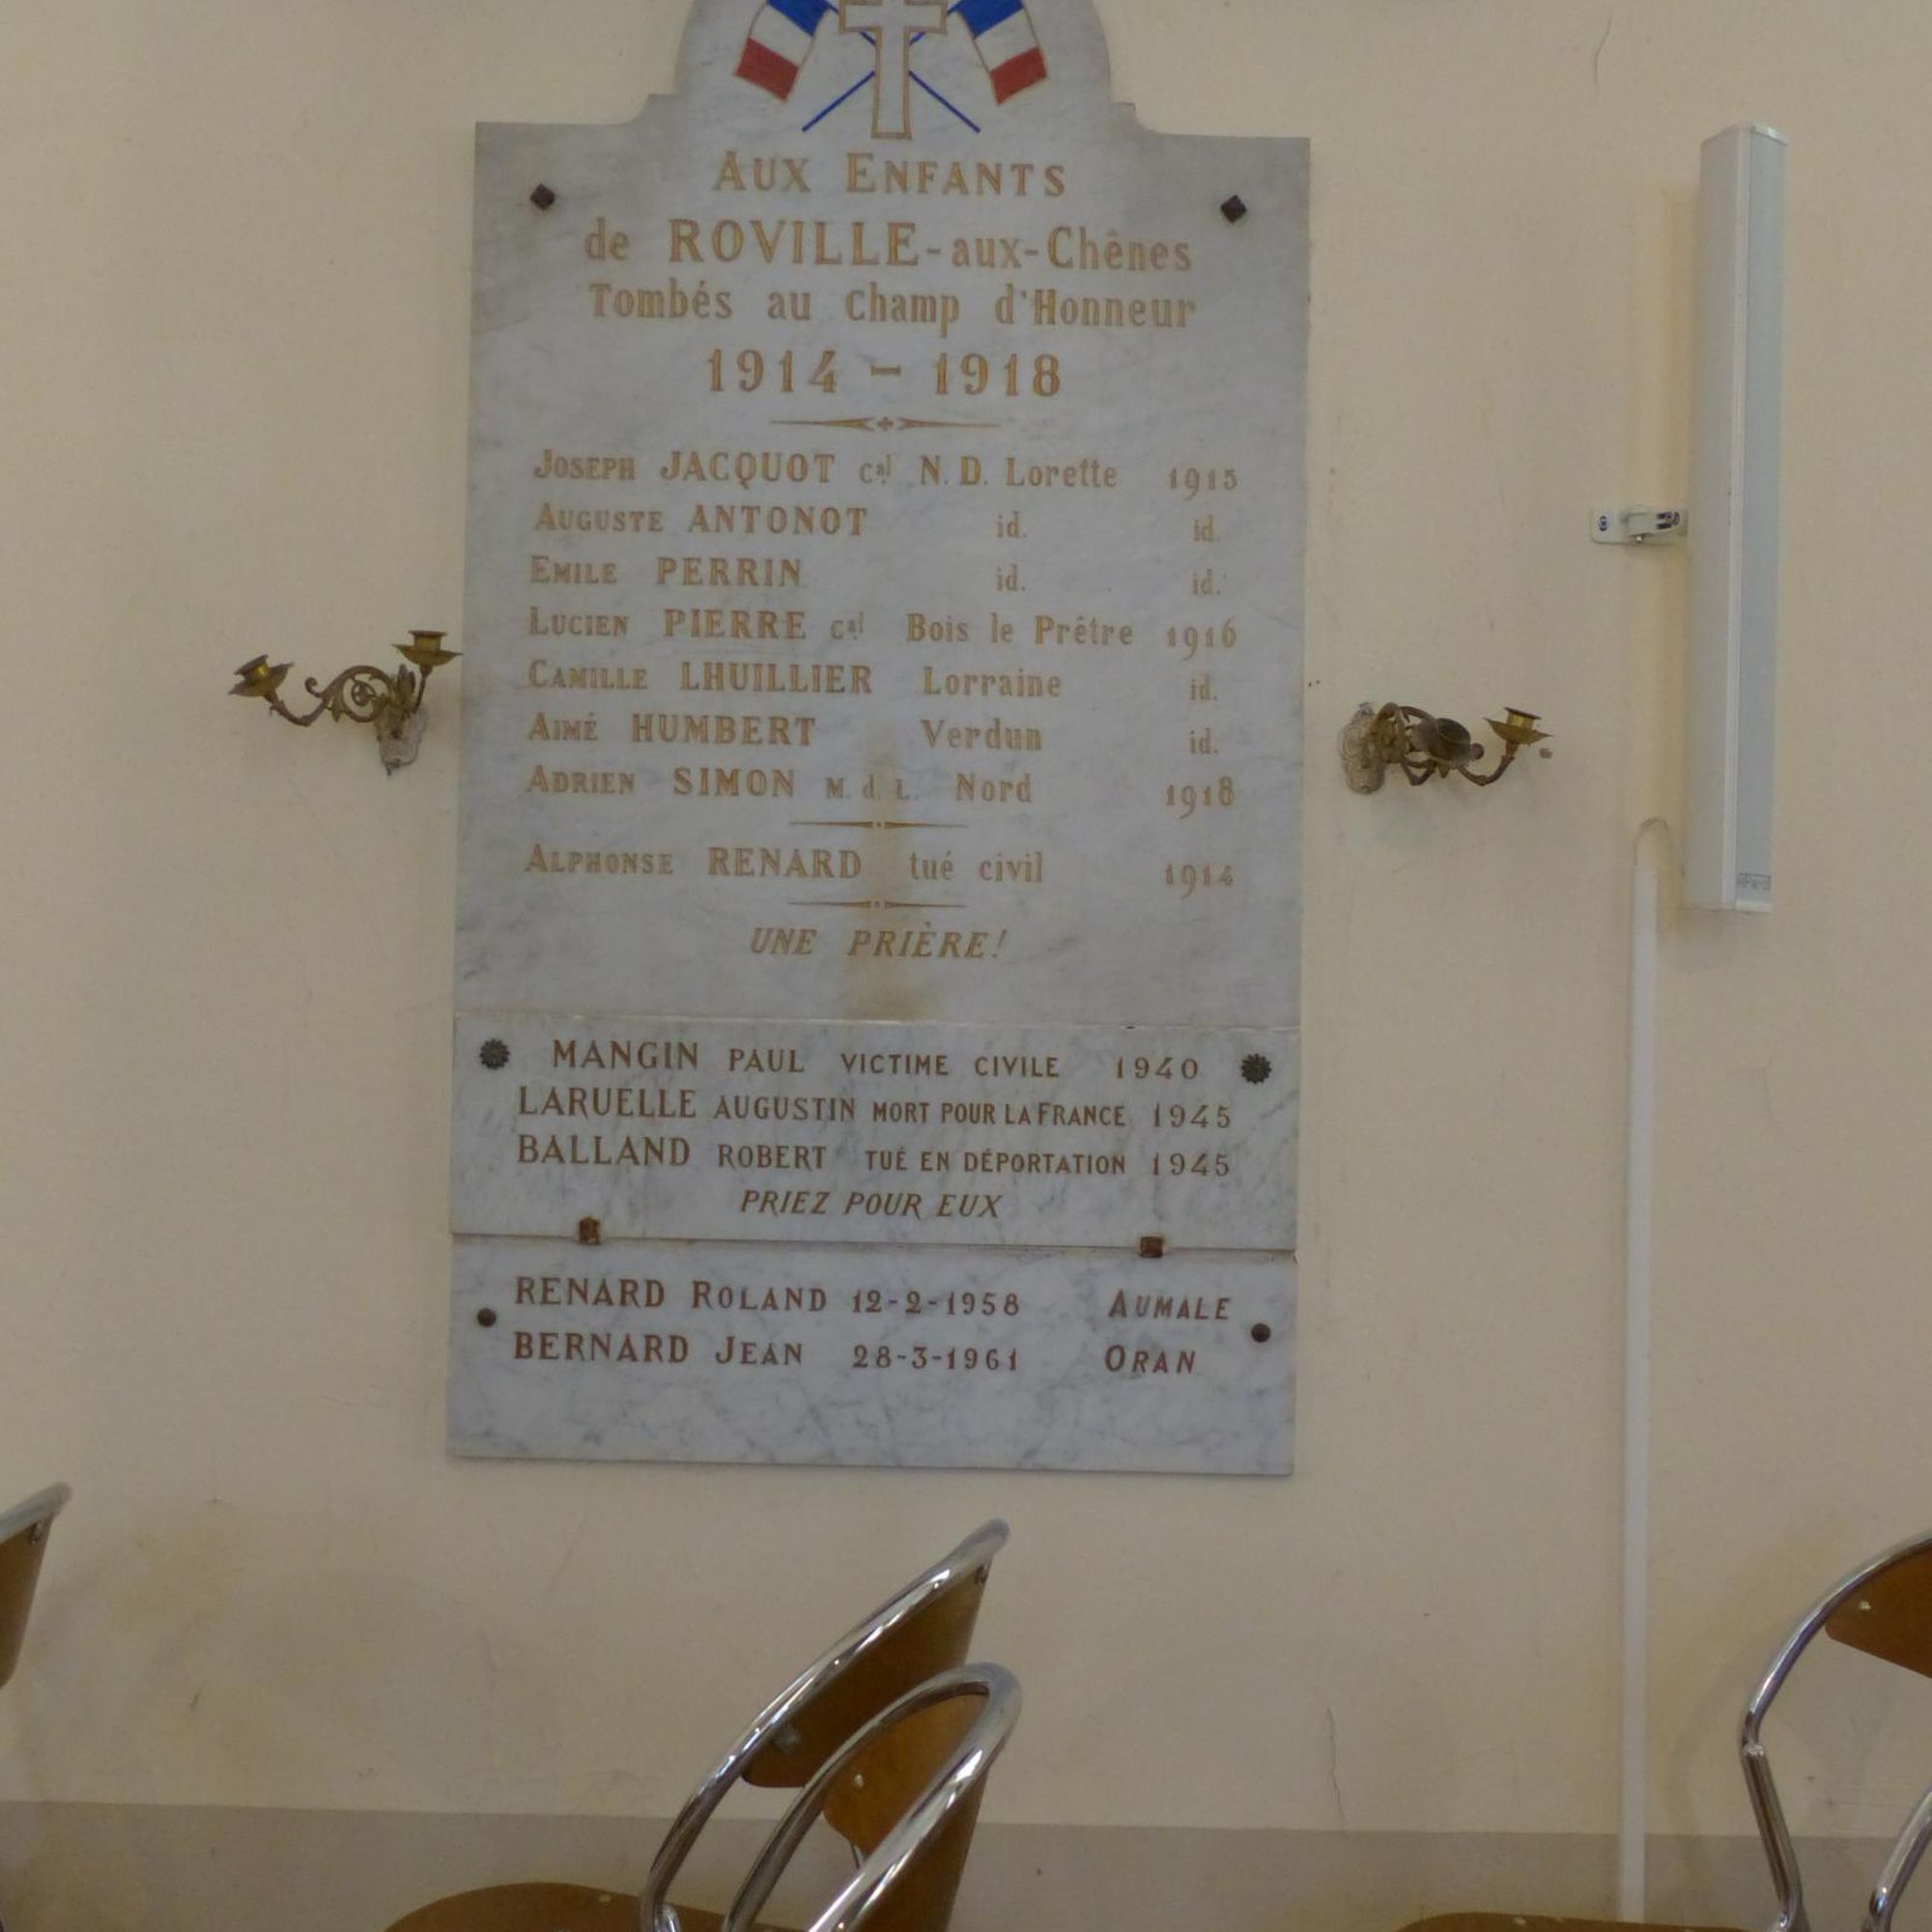 AUX ENFANTS
de ROVILLE-aux-Chênes
Tombés au Champ d'Honneur
1914 - 1918
JOSEPH JACQUOT cal N. D. Lorette 1915
AUGUSTE ANTONOT id. id.
EMILE PERRIN id. id.
LUCIEN PIERRE cal Bois le Prêtre 1916
CAMILLE LHUILLIER Lorraine id.
AIMÉ HUMBERT Verdun id.
ADRIEN SIMON M. d. L. Nord 1918
ALPHONSE RENARD tué civil 1914
UNE PRIÈRE!
MANGIN PAUL VICTIME CIVILE 1940
LARUELLE AUGUSTIN MORT POUR LA FRANCE 1945
BALLAND ROBERT TUÉ EN DÉPORTATION 1945
PRIEZ POUR EUX
RENARD ROLAND 12-2-1958 AUMALE
BERNARD JEAN 28-3-1961 ORAN